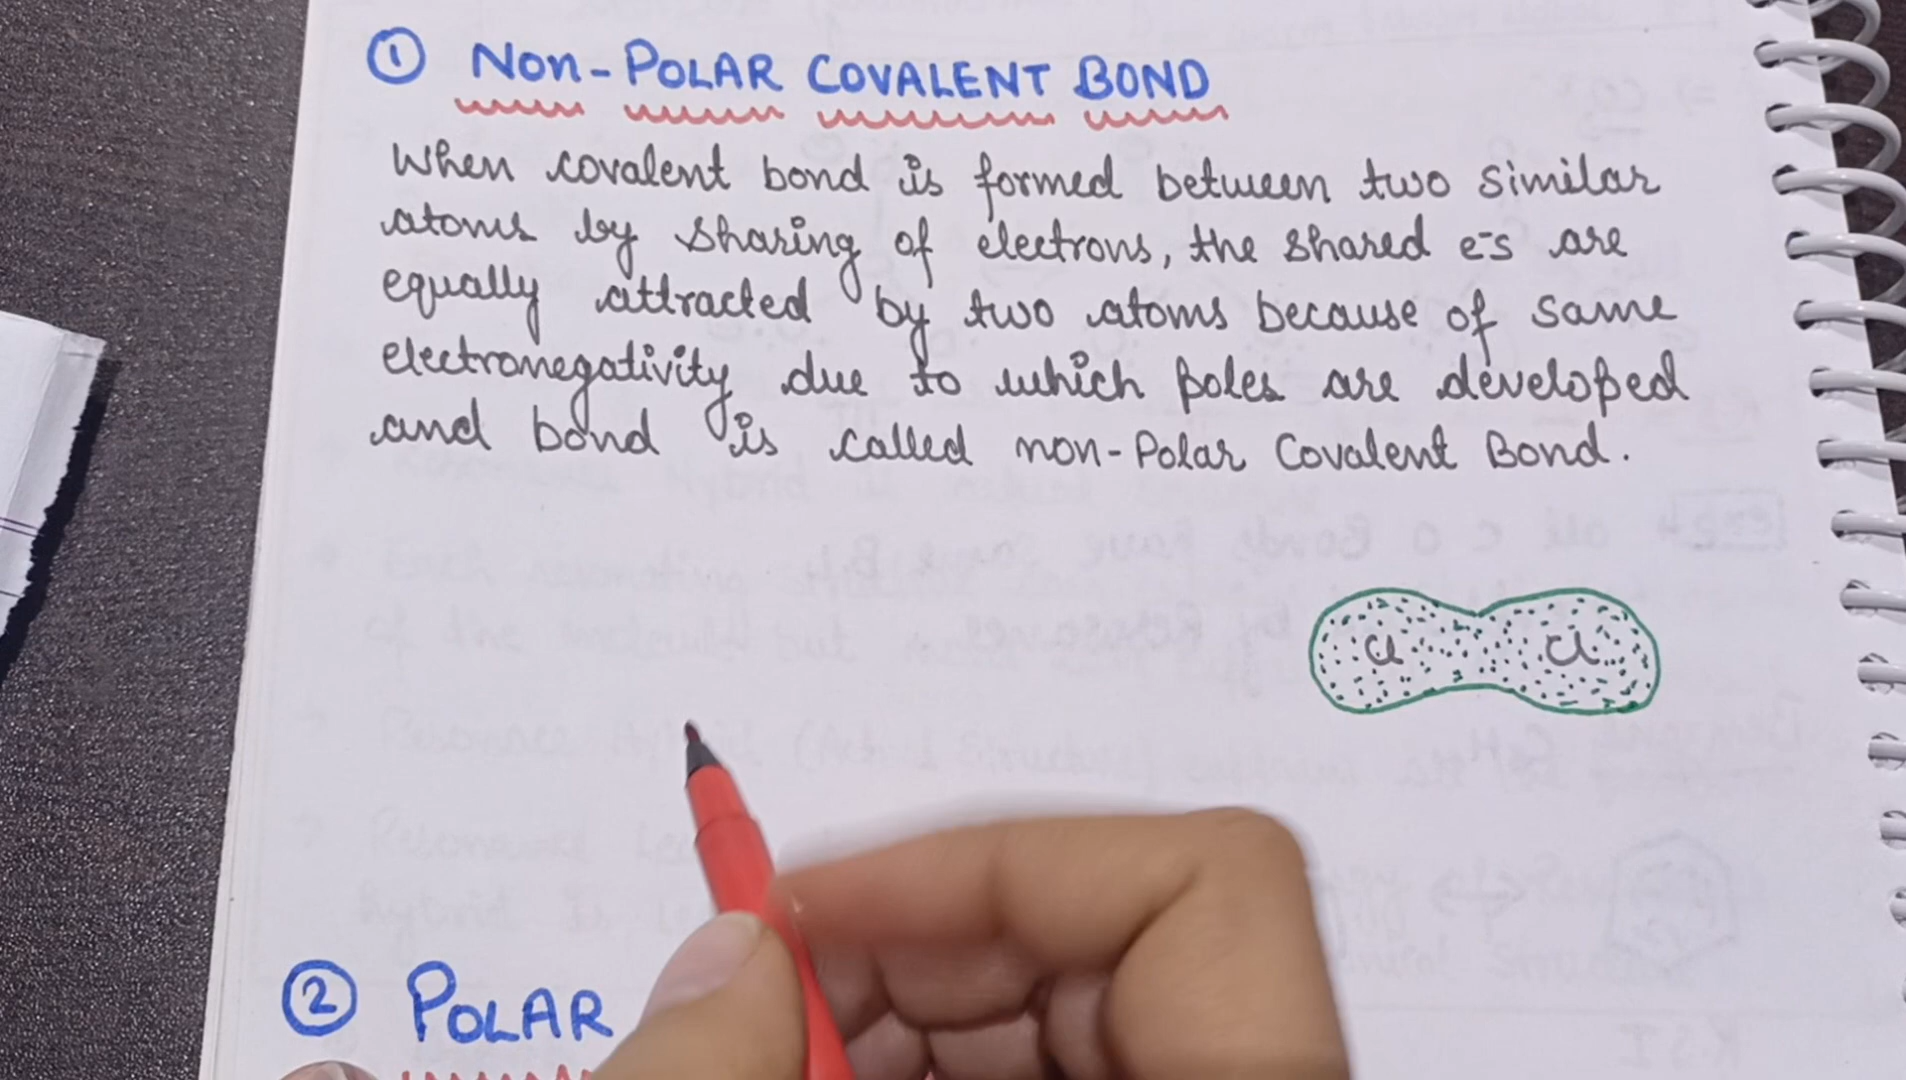 ① NON-POLAR COVALENT BOND
When covalent bond is formed between two similar
atoms by sharing of electrons, the shared e-s are
equally attracted by two atoms because of same
electronegativity due to which poles are developed
and bond is called non-Polar Covalent Bond.
Cl Cl
② POLAR